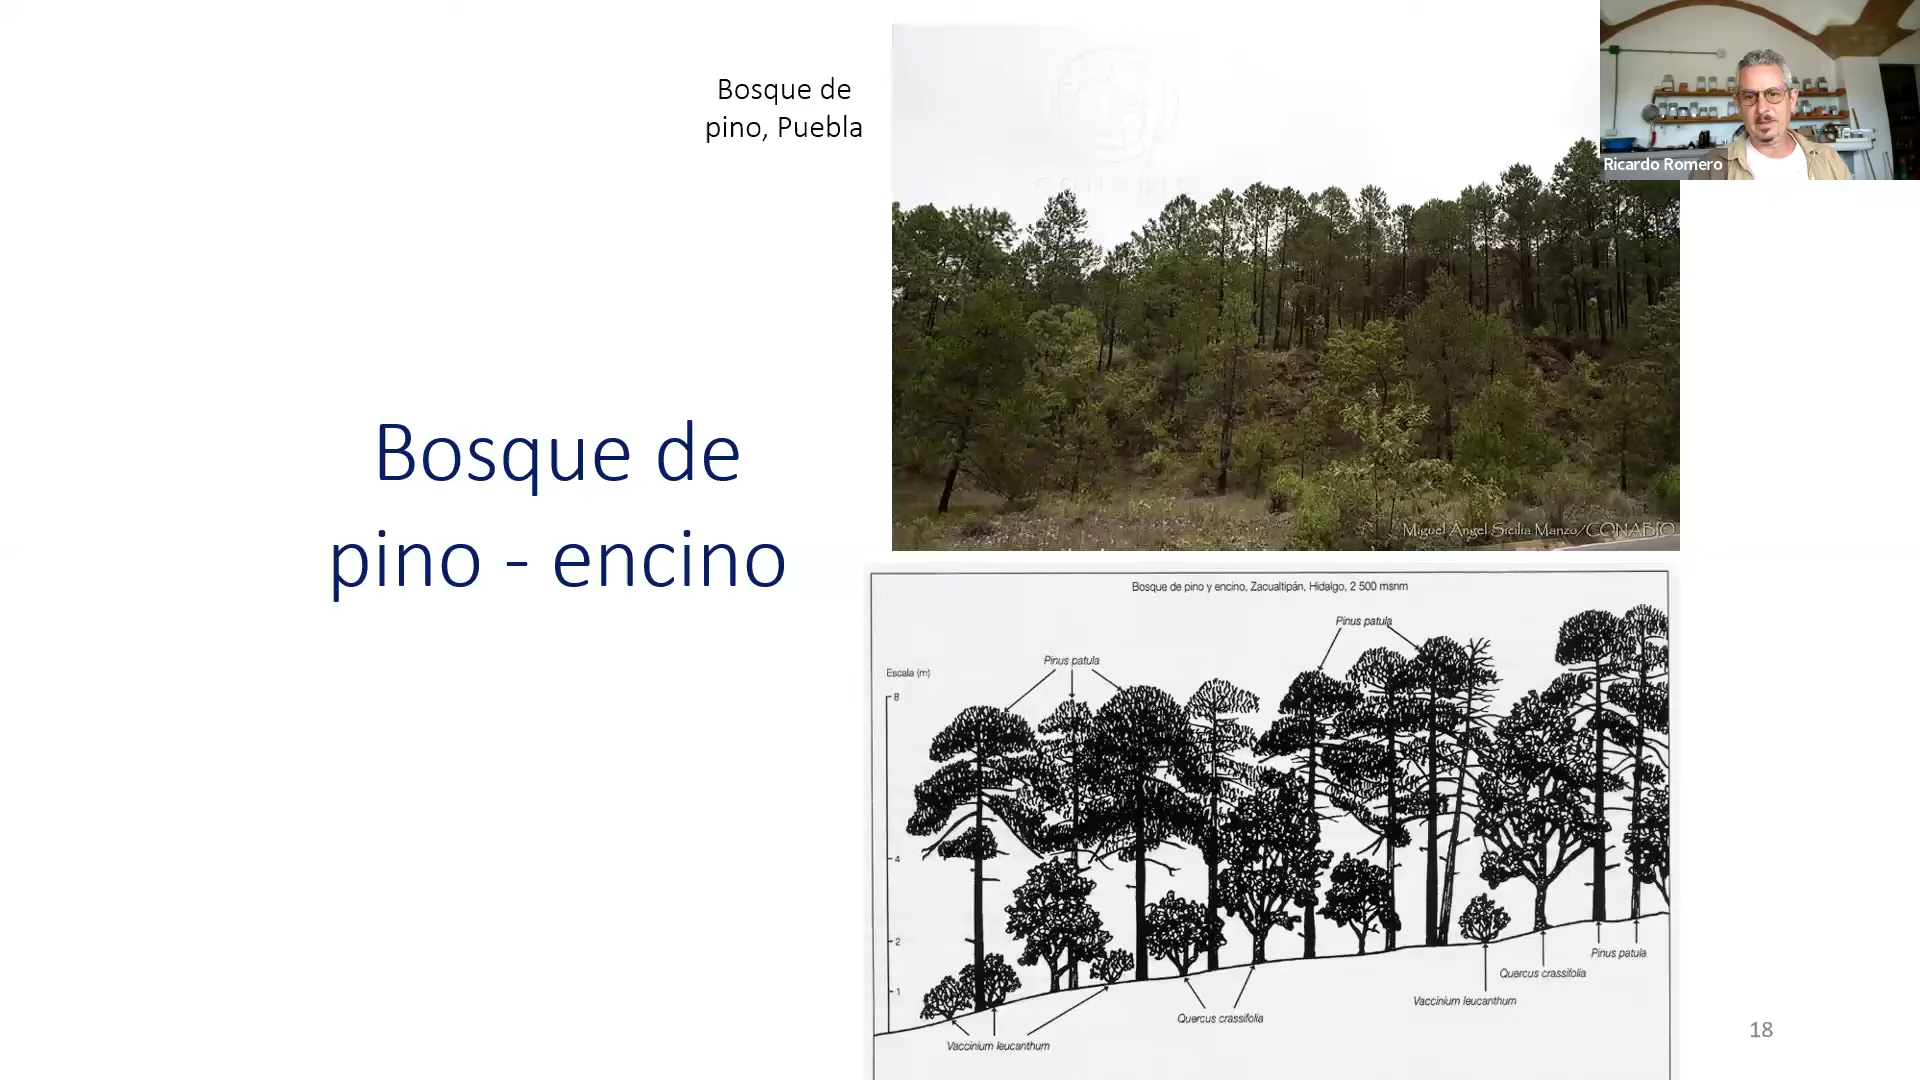 Bosque de
pino, Puebla
Ricardo Romero
Bosque de
pino - encino
Miguel Angel Sicilia Manzo/CONABIO
Bosque de pino y encino, Zacualtipán, Hidalgo, 2 500 msnm
Pinus patula
Pinus patula
Escala (m)
8
4
2
1
Pinus patula
Quercus crassifolia
Vaccinium leucanthum
Quercus crassifolia
Vaccinium leucanthum
18